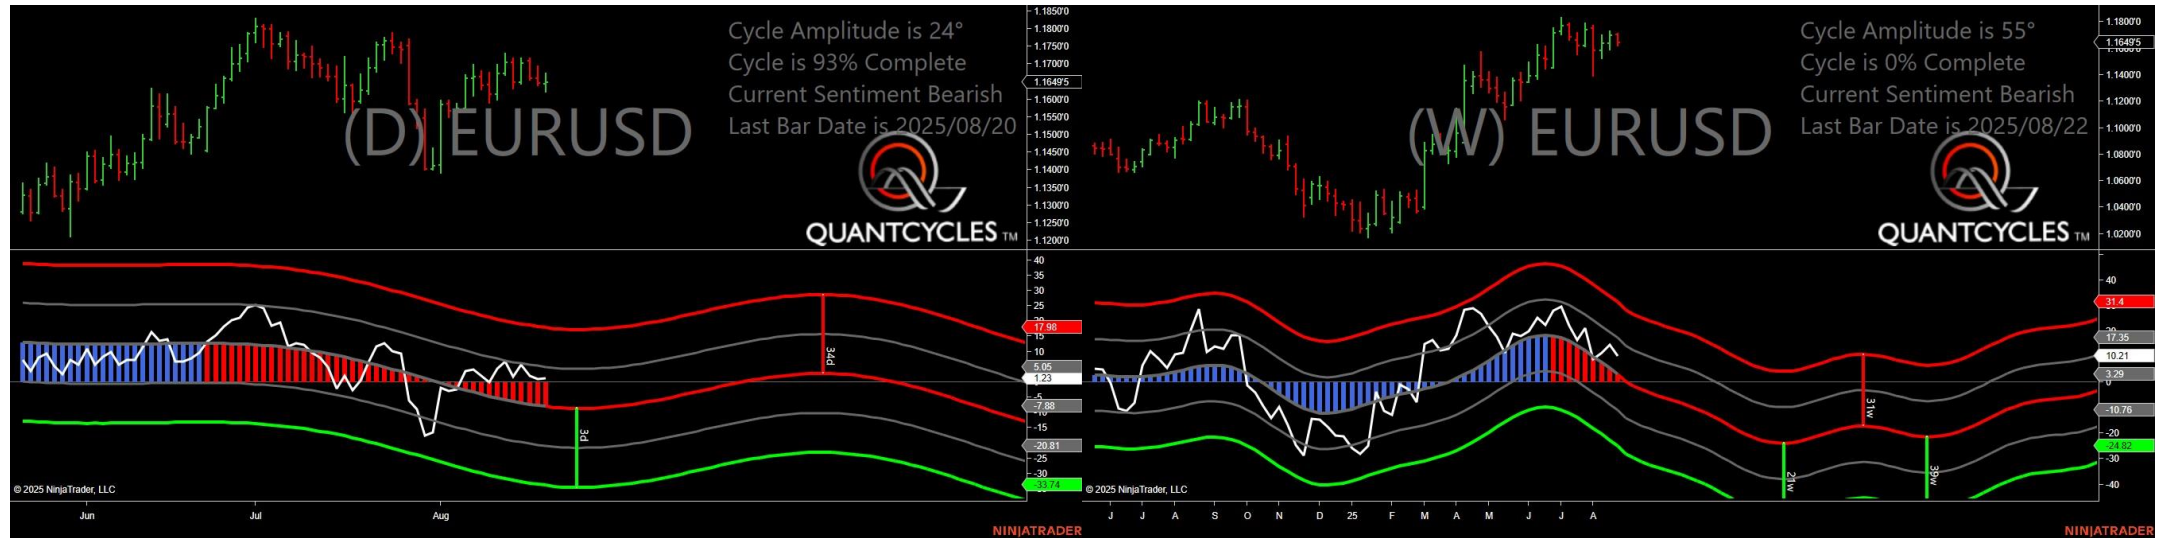 Cycle Amplitude is 24°
Cycle is 93% Complete
Current Sentiment Bearish
Last Bar Date is 2025/08/20
(D) EURUSD
QUANTCYCLES TM
1.1850'0
1.1800'0
1.1750'0
1.1700'0
1.1649'5
1.1600'0
1.1550'0
1.1500'0
1.1450'0
1.1400'0
1.1350'0
1.1300'0
1.1250'0
1.1200'0
40
35
30
25
17.98
15
10
5.05
1.23
-5
-7.88
-10
-15
-20.81
-25
-30
-33.74
34d
3d
© 2025 NinjaTrader, LLC
Jun
Jul
Aug
NINJATRADER
Cycle Amplitude is 55°
Cycle is 0% Complete
Current Sentiment Bearish
Last Bar Date is 2025/08/22
(W) EURUSD
QUANTCYCLES TM
1.1800'0
1.1649'5
1.1400'0
1.1200'0
1.1000'0
1.0800'0
1.0600'0
1.0400'0
1.0200'0
40
31.4
17.35
10.21
3.29
0
-10.76
-20
-24.82
-30
-40
31w
21w
39w
© 2025 NinjaTrader, LLC
J J A S O N D 25 F M A M J J A
NINJATRADER